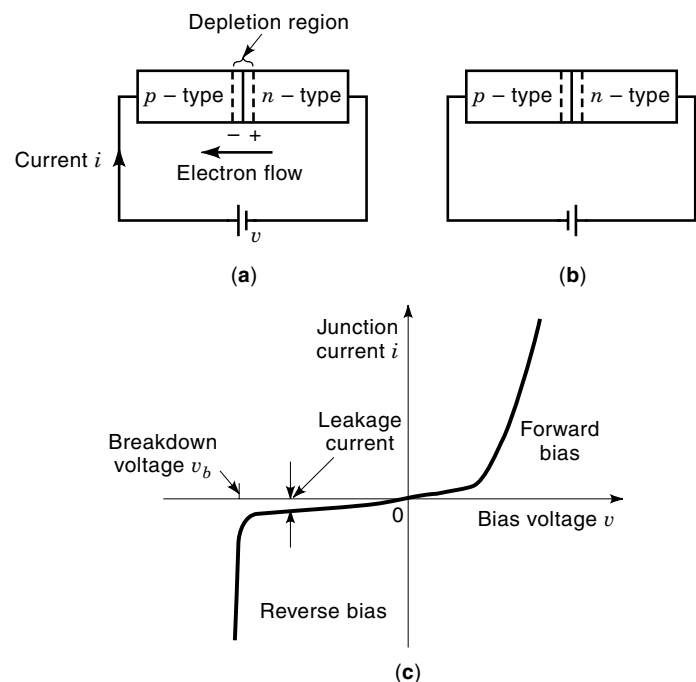 Depletion region
p – type
n – type
– +
Current i
Electron flow
v
(a)
p – type
n – type
(b)
Junction
current i
Leakage
current
Breakdown
voltage v_b
Forward
bias
0
Bias voltage v
Reverse bias
(c)